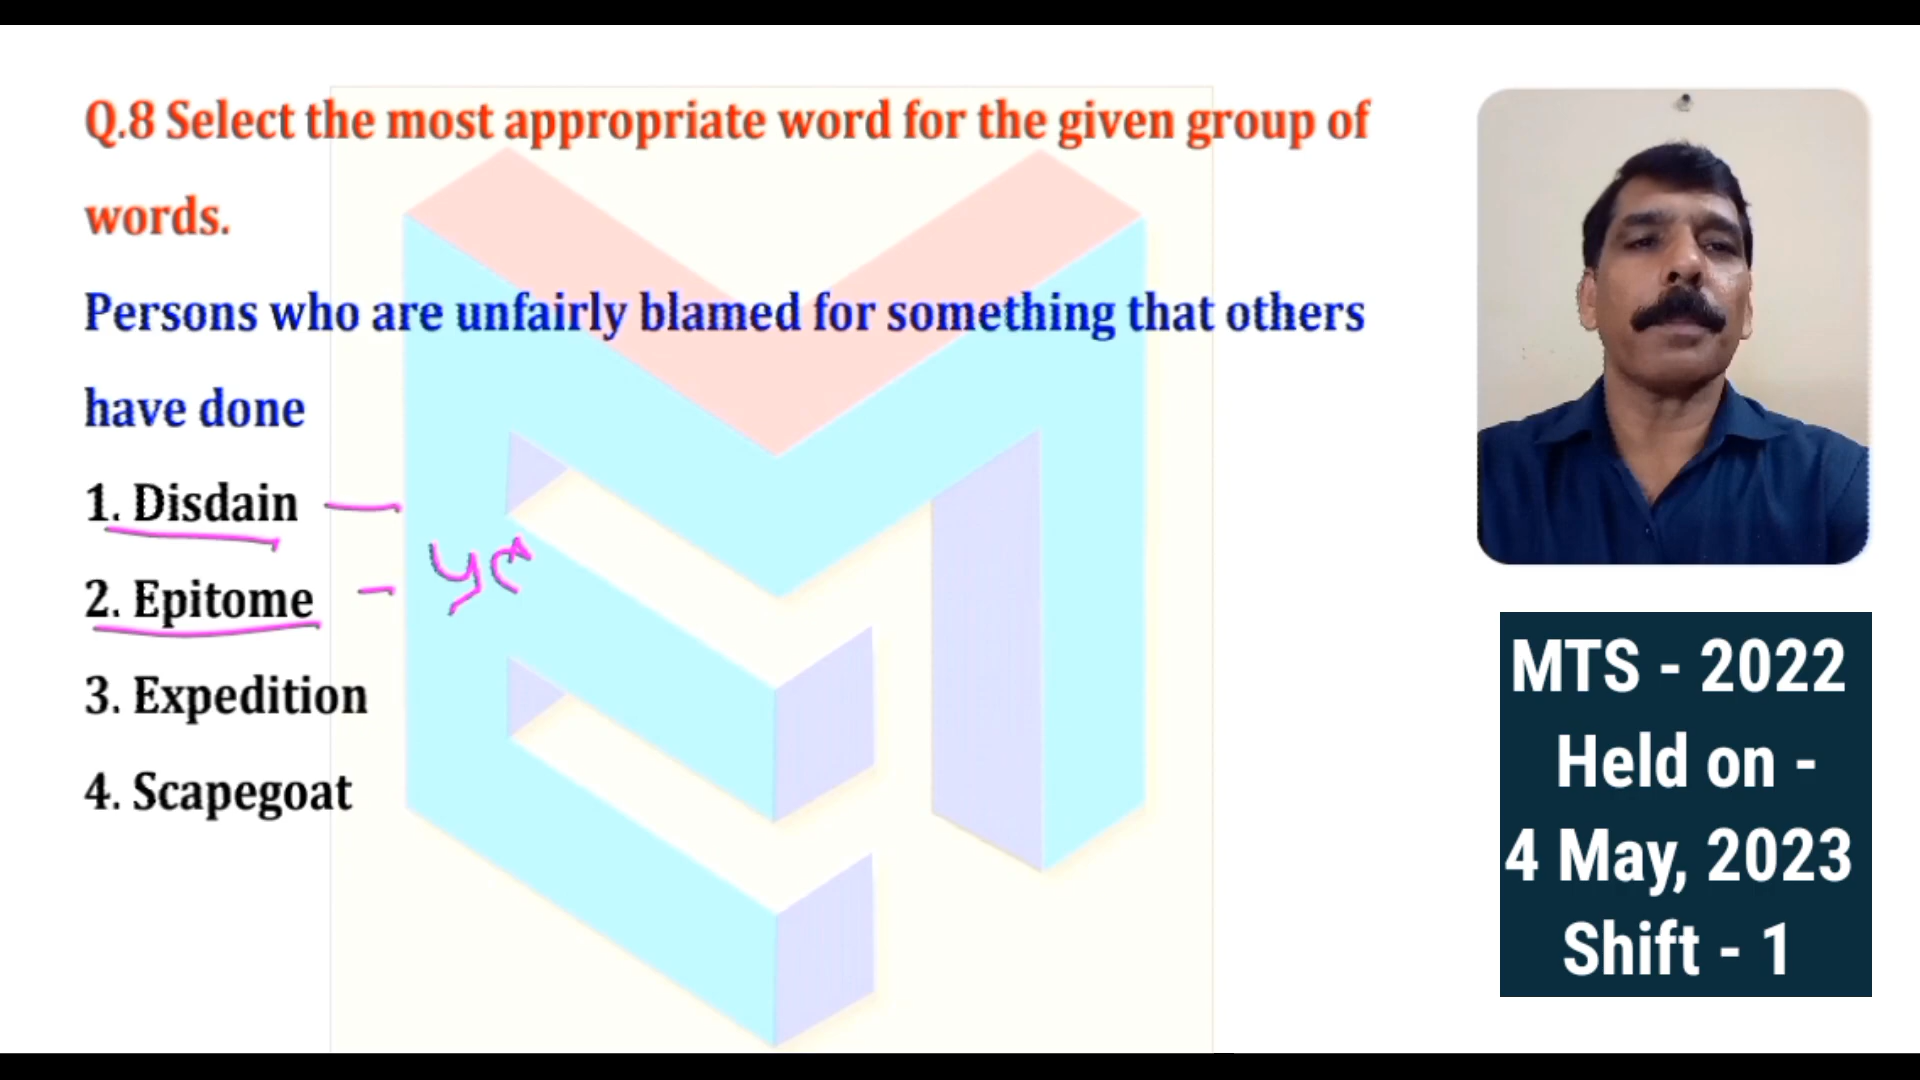 Q.8 Select the most appropriate word for the given group of
words.
Persons who are unfairly blamed for something that others
have done
1. Disdain
2. Epitome
3. Expedition
4. Scapegoat
MTS - 2022
Held on -
4 May, 2023
Shift - 1